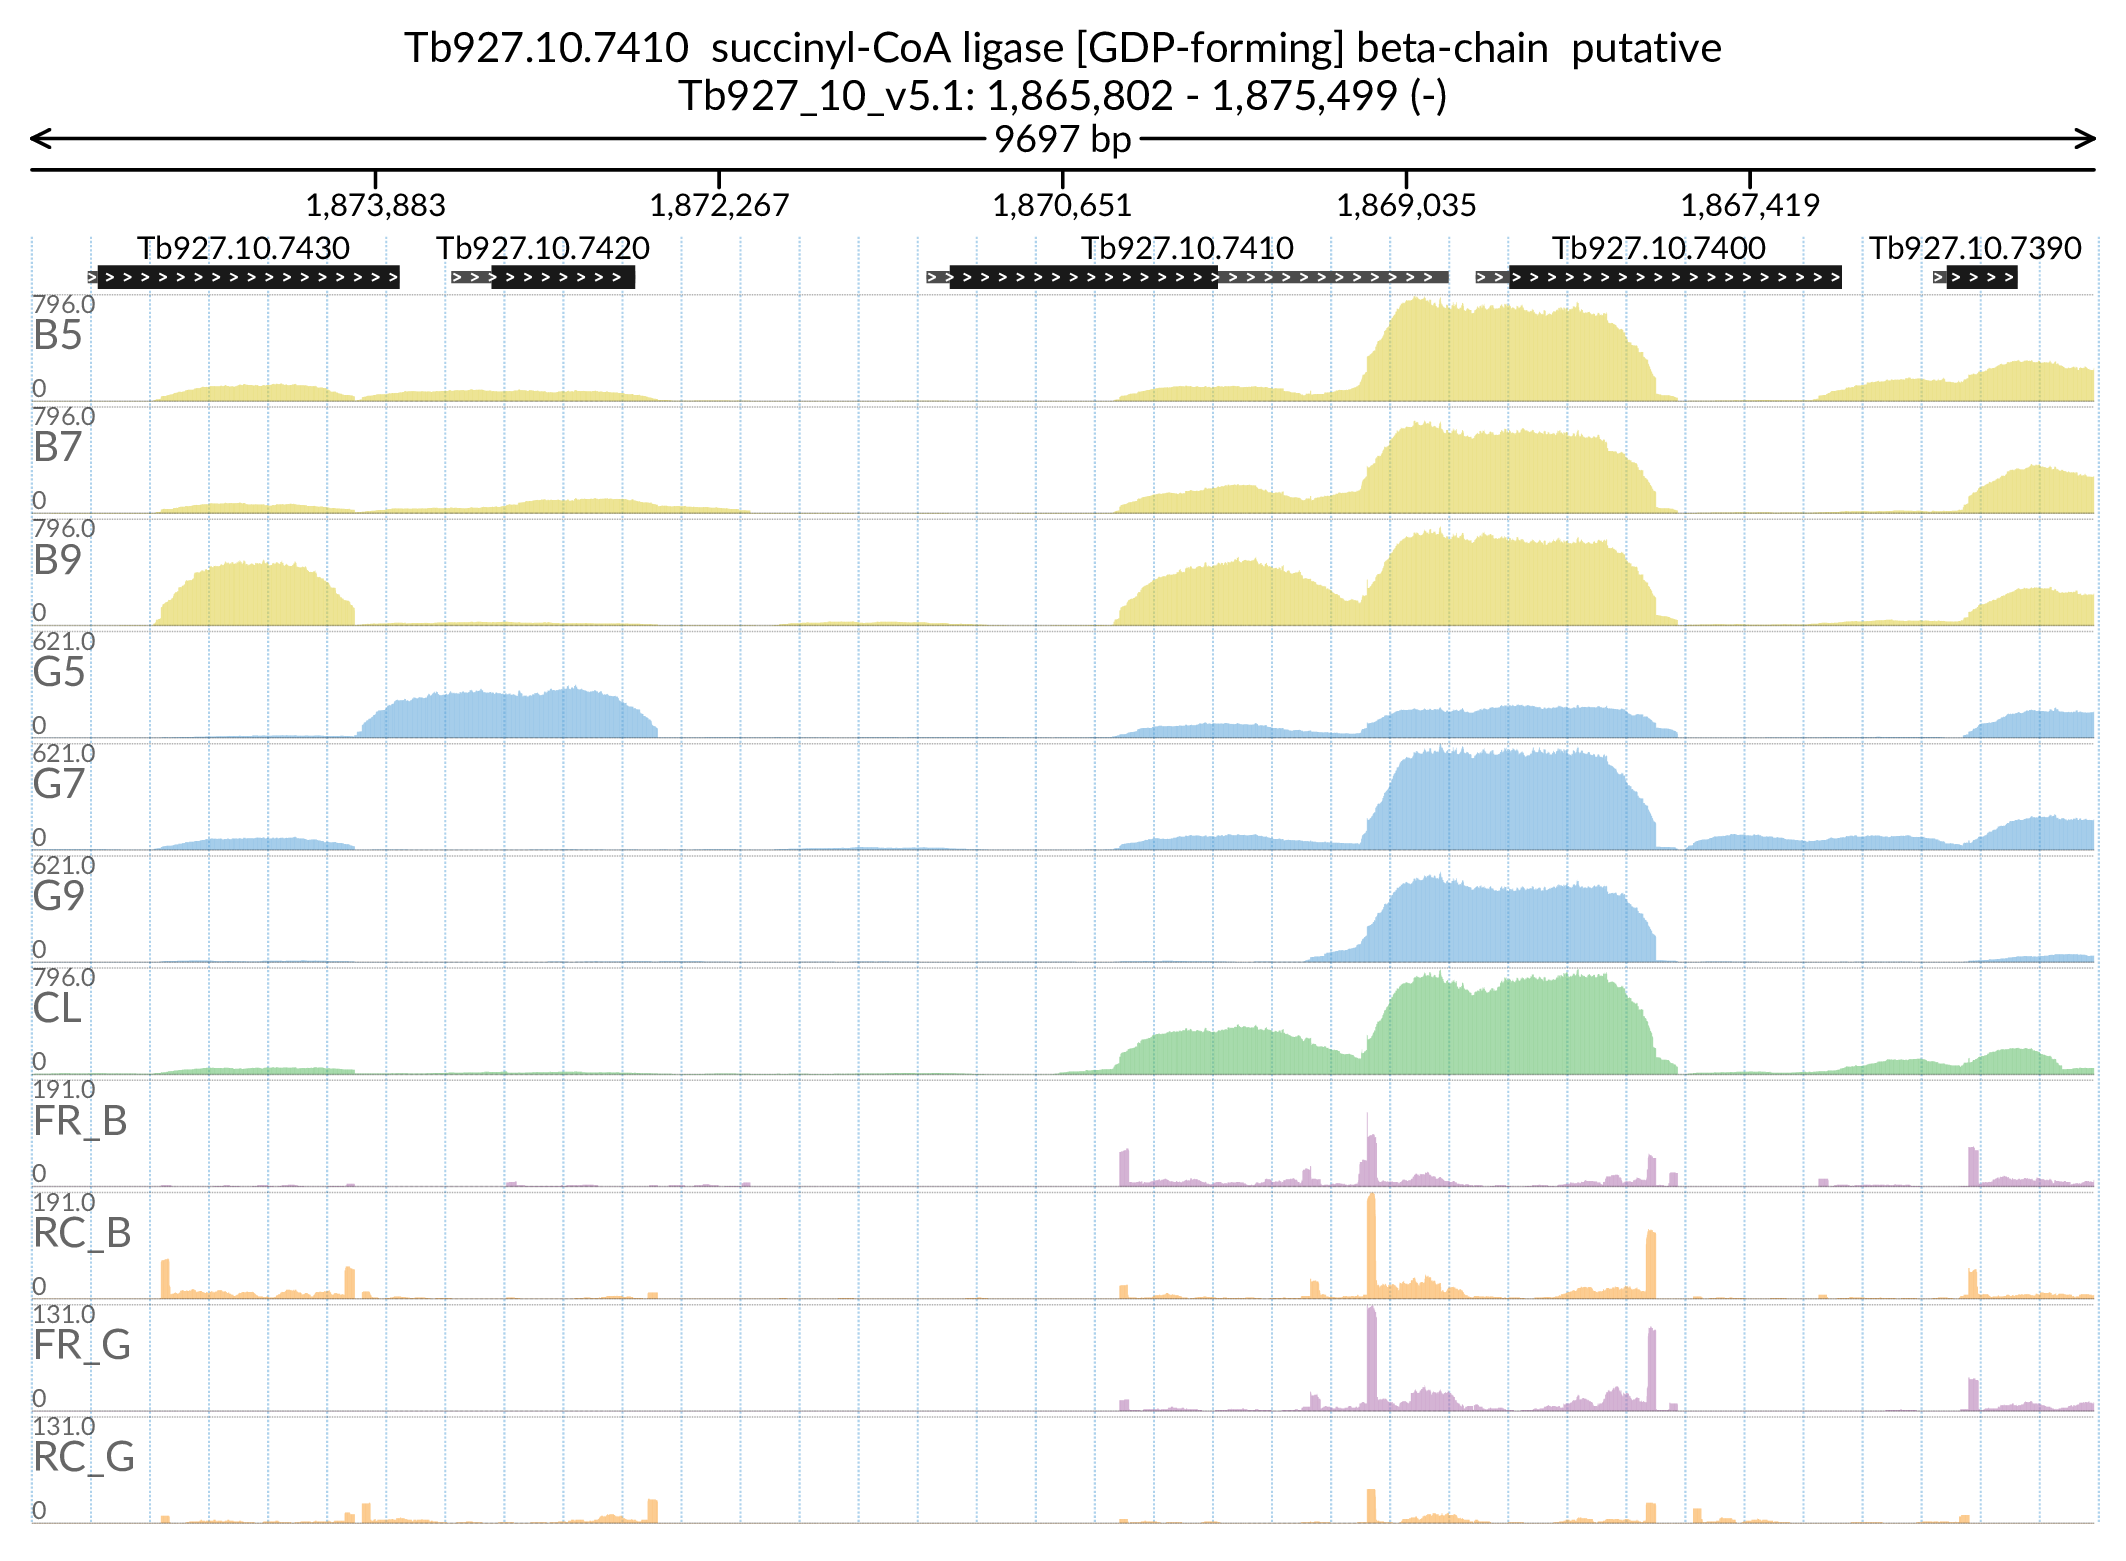 Tb927.10.7410 succinyl-CoA ligase [GDP-forming] beta-chain putative
Tb927_10_v5.1: 1,865,802 - 1,875,499 (-)
9697 bp
1,873,883 1,872,267 1,870,651 1,869,035 1,867,419
Tb927.10.7430 Tb927.10.7420 Tb927.10.7410 Tb927.10.7400 Tb927.10.7390
796.0
B5
0
796.0
B7
0
796.0
B9
0
621.0
G5
0
621.0
G7
0
621.0
G9
0
796.0
CL
0
191.0
FR_B
0
191.0
RC_B
0
131.0
FR_G
0
131.0
RC_G
0